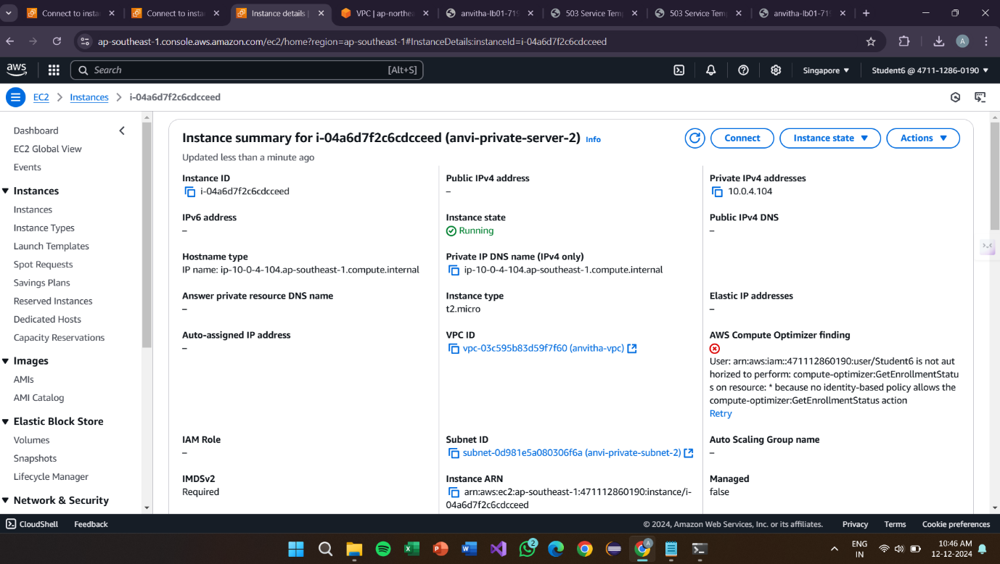 Connect to insta
Connect to insta
Instance details |
VPC | ap-northea
anvitha-lb01-719
503 Service Temp
503 Service Temp
anvitha-lb01-719
ap-southeast-1.console.aws.amazon.com/ec2/home?region=ap-southeast-1#InstanceDetails:instanceId=i-04a6d7f2c6cdcceed
A
aws
Search
[Alt+S]
Singapore
Student6 @ 4711-1286-0190
EC2
Instances
i-04a6d7f2c6cdcceed
Dashboard
EC2 Global View
Events
Instances
Instances
Instance Types
Launch Templates
Spot Requests
Savings Plans
Reserved Instances
Dedicated Hosts
Capacity Reservations
Images
AMIs
AMI Catalog
Elastic Block Store
Volumes
Snapshots
Lifecycle Manager
Network & Security
Instance summary for i-04a6d7f2c6cdcceed (anvi-private-server-2) Info
Connect
Instance state
Actions
Updated less than a minute ago
Instance ID
i-04a6d7f2c6cdcceed
IPv6 address
–
Hostname type
IP name: ip-10-0-4-104.ap-southeast-1.compute.internal
Answer private resource DNS name
–
Auto-assigned IP address
–
IAM Role
–
IMDSv2
Required
Public IPv4 address
–
Instance state
Running
Private IP DNS name (IPv4 only)
ip-10-0-4-104.ap-southeast-1.compute.internal
Instance type
t2.micro
VPC ID
vpc-03c595b83d59f7f60 (anvitha-vpc)
Subnet ID
subnet-0d981e5a080306f6a (anvi-private-subnet-2)
Instance ARN
arn:aws:ec2:ap-southeast-1:471112860190:instance/i-
04a6d7f2c6cdcceed
Private IPv4 addresses
10.0.4.104
Public IPv4 DNS
–
Elastic IP addresses
–
AWS Compute Optimizer finding
User: arn:aws:iam::471112860190:user/Student6 is not aut
horized to perform: compute-optimizer:GetEnrollmentStatu
s on resource: * because no identity-based policy allows the
compute-optimizer:GetEnrollmentStatus action
Retry
Auto Scaling Group name
–
Managed
false
CloudShell
Feedback
© 2024, Amazon Web Services, Inc. or its affiliates.
Privacy
Terms
Cookie preferences
2
A
ENG
IN
10:46 AM
12-12-2024